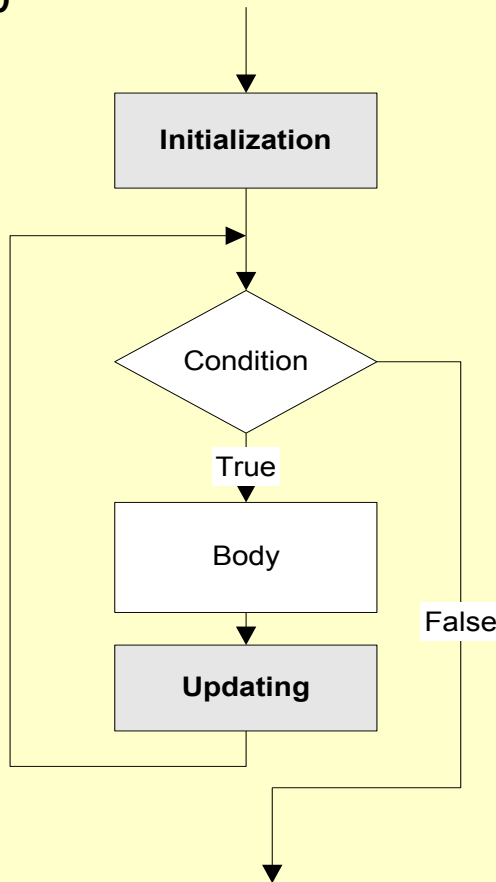 Initialization
Condition
True
Body
False
Updating